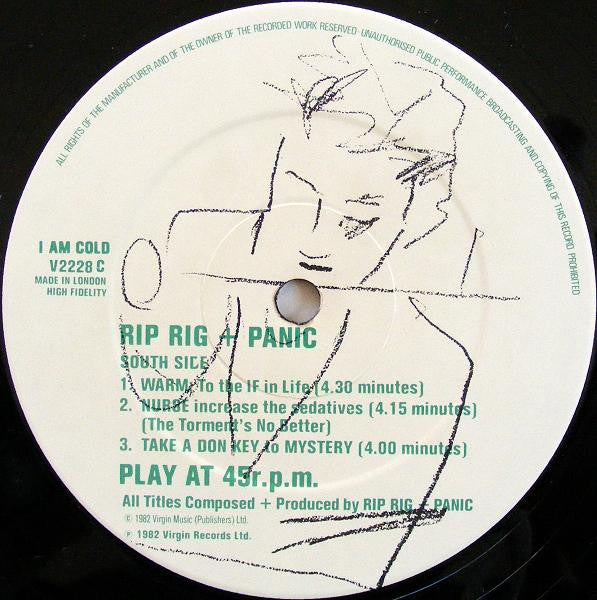 ALL RIGHTS OF THE MANUFACTURER AND OF THE OWNER OF THE RECORDED WORK RESERVED · UNAUTHORISED PUBLIC PERFORMANCE BROADCASTING AND COPYING OF THIS RECORD PROHIBITED
I AM COLD
V2228 C
MADE IN LONDON
HIGH FIDELITY
RIP RIG + PANIC
SOUTH SIDE
1. WARM: To the IF in Life (4.30 minutes)
2. NURSE increase the sedatives (4.15 minutes)
(The Torment's No Better)
3. TAKE A DON KEY to MYSTERY (4.00 minutes)
PLAY AT 45r.p.m.
All Titles Composed + Produced by RIP RIG + PANIC
© 1982 Virgin Music (Publishers) Ltd.
℗ 1982 Virgin Records Ltd.